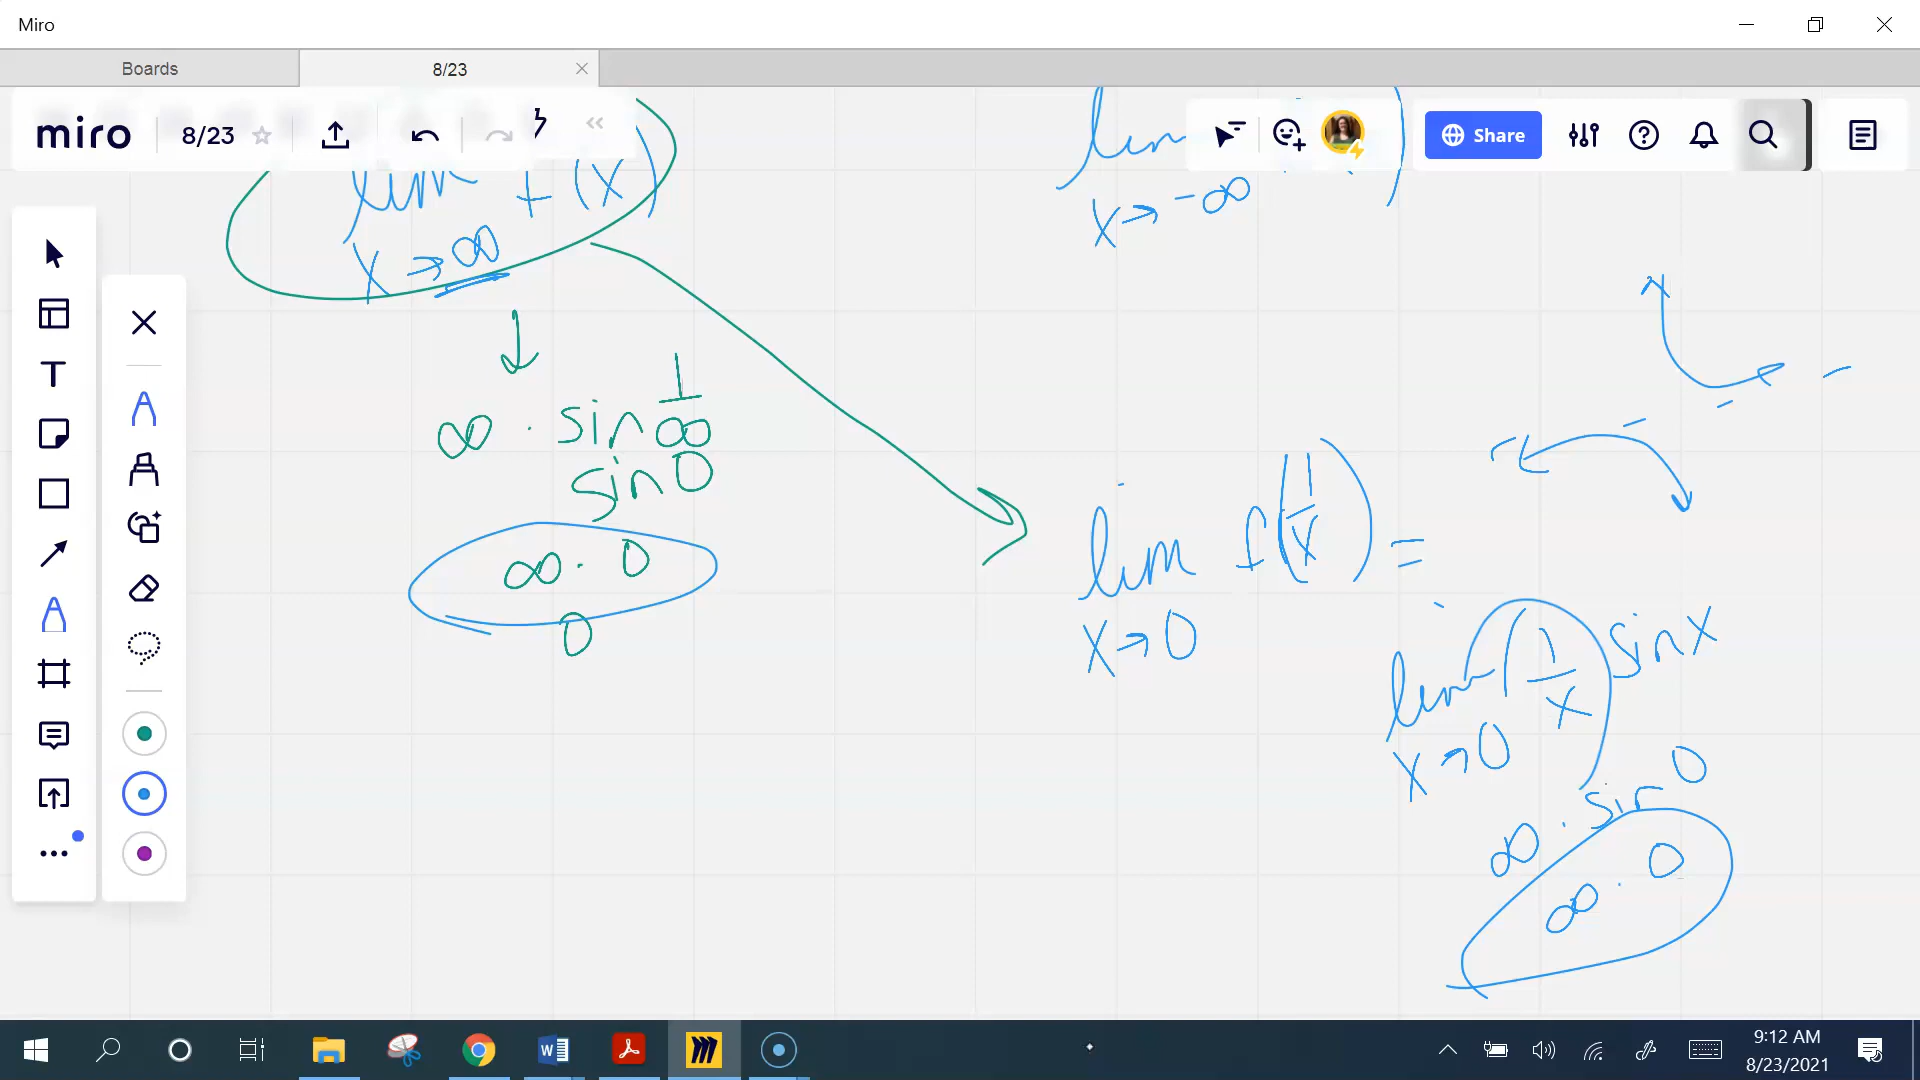 Miro
Boards
8/23
miro
8/23
Share
lim f(x)
x→∞
lim
x→-∞
∞ · sin 1/∞
sin 0
∞ · 0
0
lim f(1/x) =
x→0
lim (1/x) sin x
x→0
∞ · sin 0
∞ · 0
9:12 AM
8/23/2021